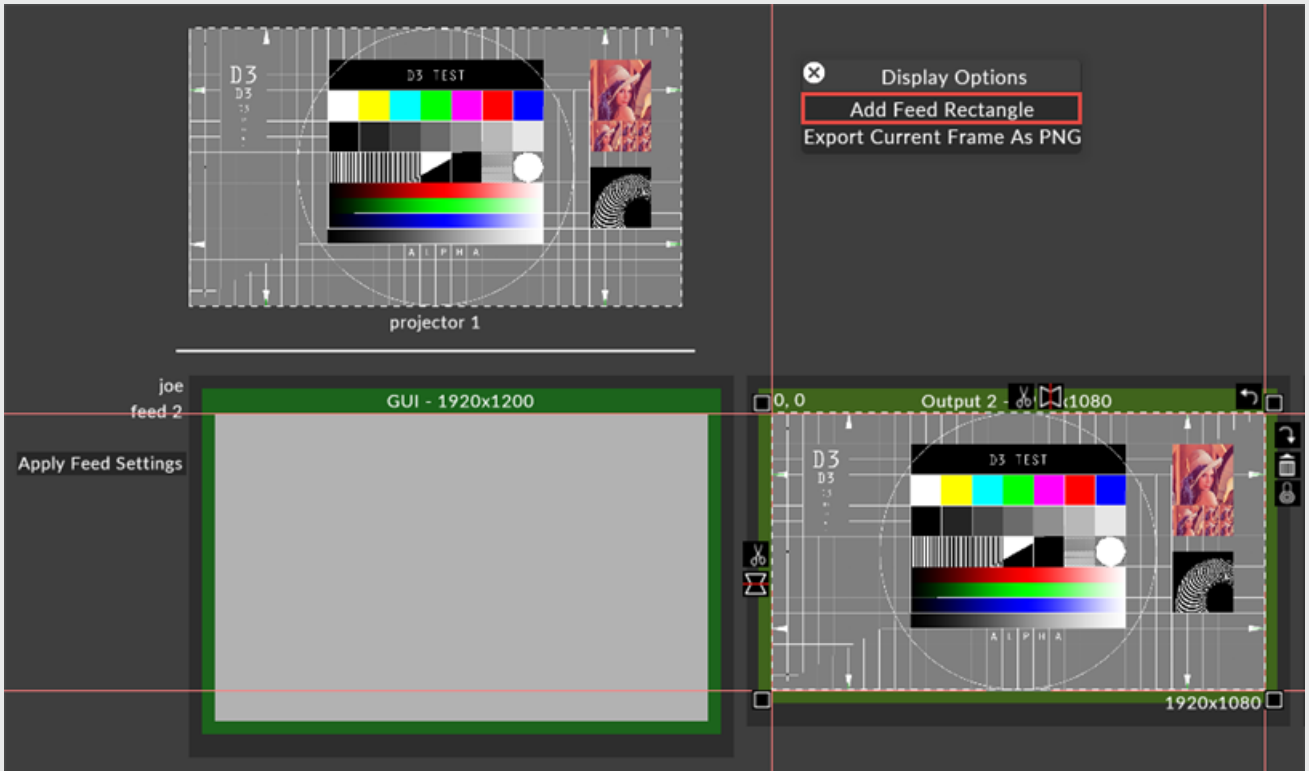 D3
D3
D3 TEST
A L P H A
projector 1
Display Options
Add Feed Rectangle
Export Current Frame As PNG
joe
feed 2
Apply Feed Settings
GUI - 1920x1200
0, 0
Output 2 - x1080
D3
D3
D3 TEST
A L P H A
1920x1080